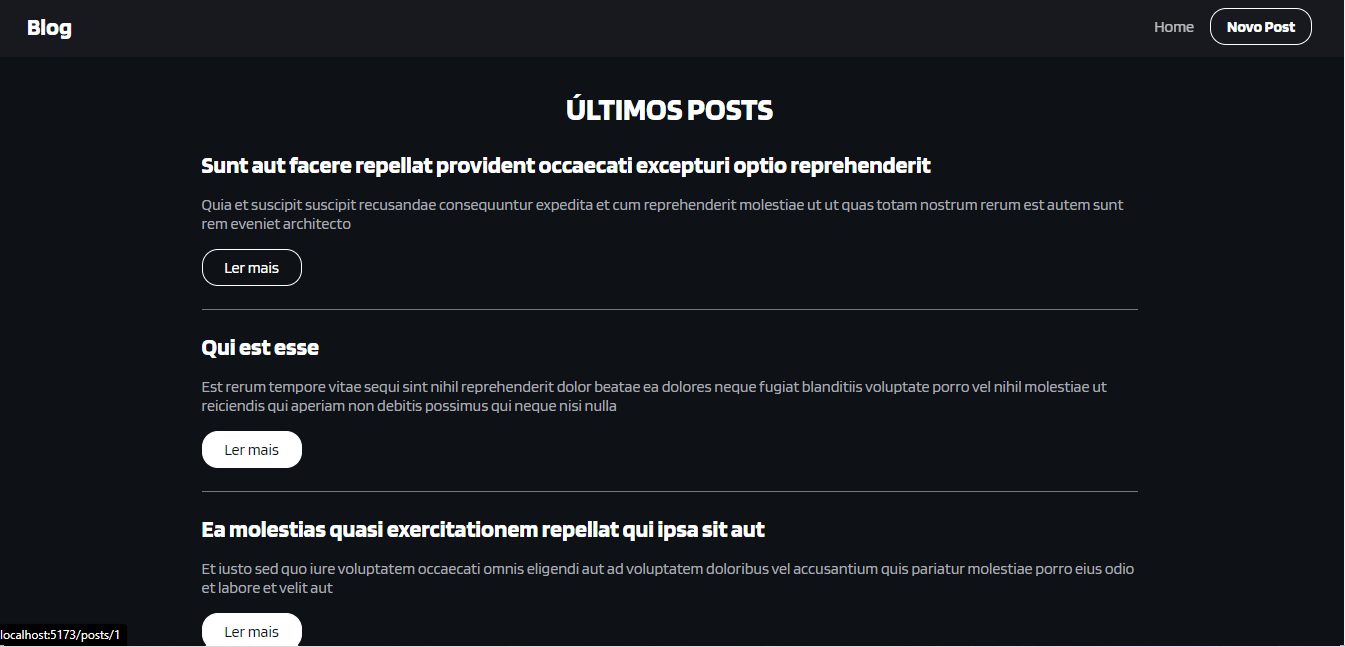 Blog
Home
Novo Post
ÚLTIMOS POSTS
Sunt aut facere repellat provident occaecati excepturi optio reprehenderit
Quia et suscipit suscipit recusandae consequuntur expedita et cum reprehenderit molestiae ut ut quas totam nostrum rerum est autem sunt
rem eveniet architecto
Ler mais
Qui est esse
Est rerum tempore vitae sequi sint nihil reprehenderit dolor beatae ea dolores neque fugiat blanditiis voluptate porro vel nihil molestiae ut
reiciendis qui aperiam non debitis possimus qui neque nisi nulla
Ler mais
Ea molestias quasi exercitationem repellat qui ipsa sit aut
Et iusto sed quo iure voluptatem occaecati omnis eligendi aut ad voluptatem doloribus vel accusantium quis pariatur molestiae porro eius odio
et labore et velit aut
Ler mais
localhost:5173/posts/1